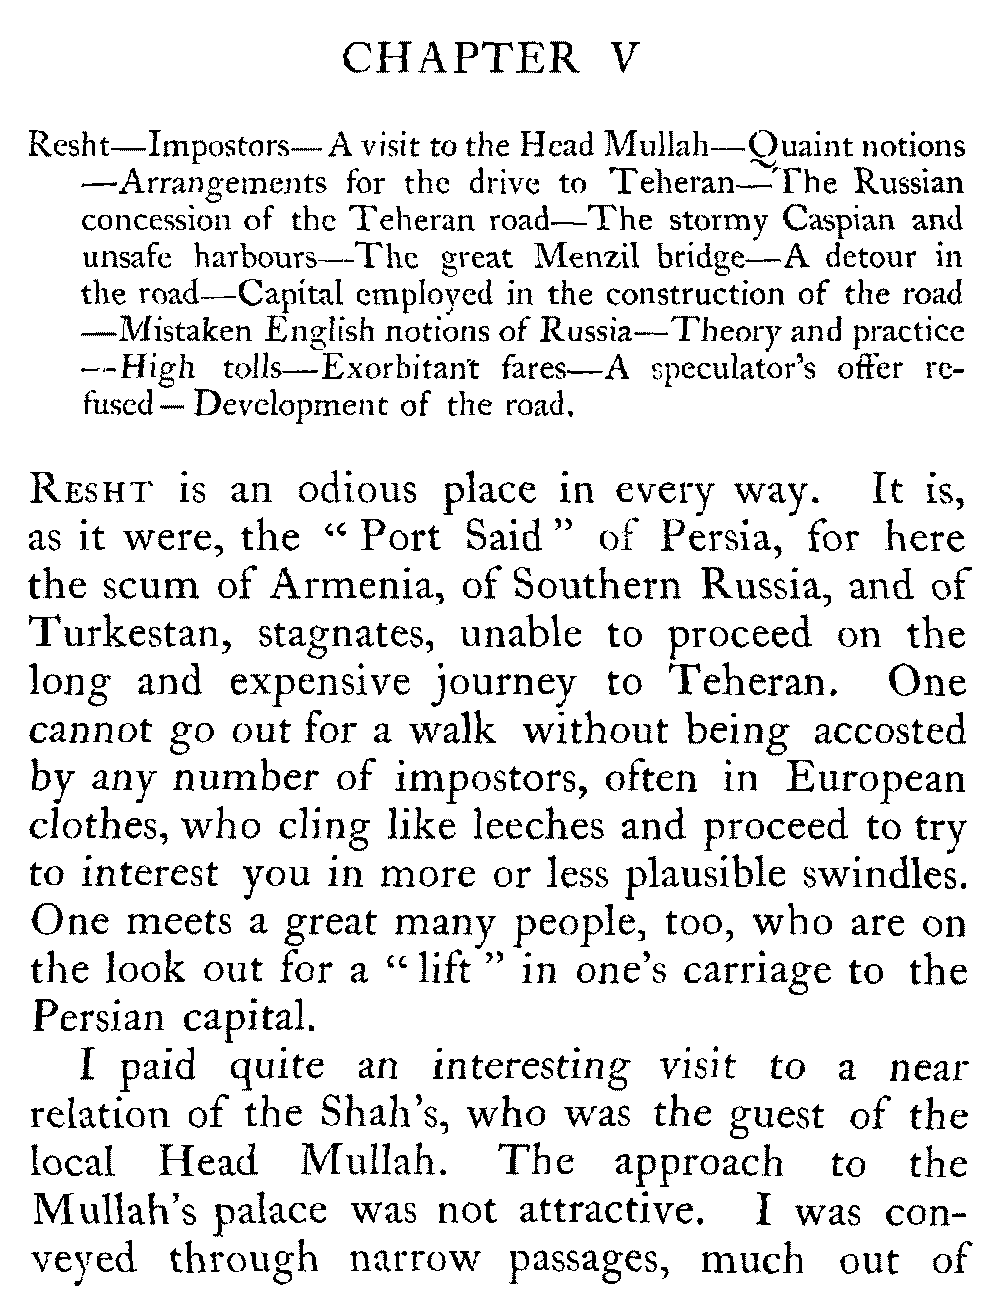 CHAPTER V
Resht—Impostors—A visit to the Head Mullah—Quaint notions
—Arrangements for the drive to Teheran—The Russian
concession of the Teheran road—The stormy Caspian and
unsafe harbours—The great Menzil bridge—A detour in
the road—Capital employed in the construction of the road
—Mistaken English notions of Russia—Theory and practice
—High tolls—Exorbitant fares—A speculator's offer re-
fused—Development of the road.
RESHT is an odious place in every way. It is,
as it were, the "Port Said" of Persia, for here
the scum of Armenia, of Southern Russia, and of
Turkestan, stagnates, unable to proceed on the
long and expensive journey to Teheran. One
cannot go out for a walk without being accosted
by any number of impostors, often in European
clothes, who cling like leeches and proceed to try
to interest you in more or less plausible swindles.
One meets a great many people, too, who are on
the look out for a "lift" in one's carriage to the
Persian capital.
I paid quite an interesting visit to a near
relation of the Shah's, who was the guest of the
local Head Mullah. The approach to the
Mullah's palace was not attractive. I was con-
veyed through narrow passages, much out of